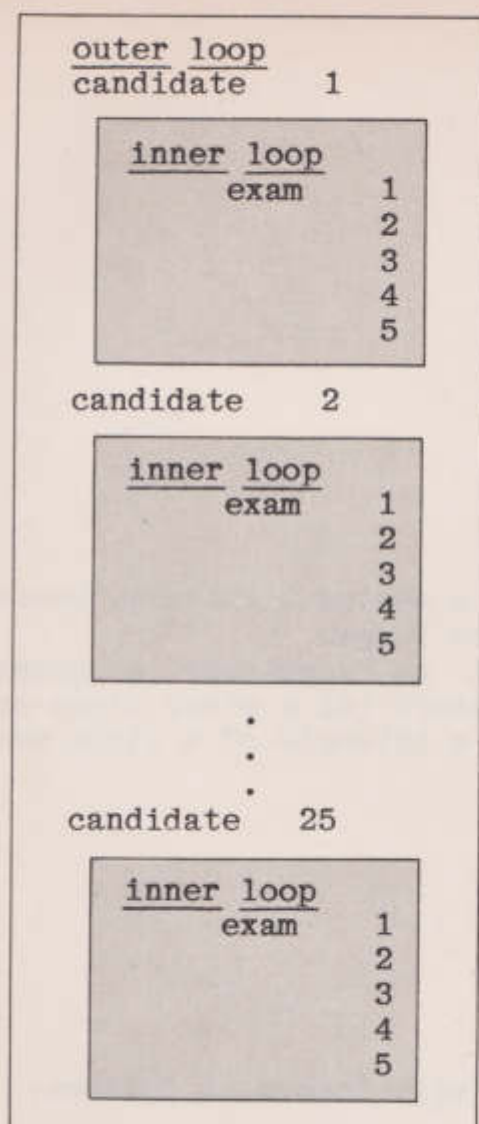 outer loop
candidate 1
inner loop
exam 1
2
3
4
5
candidate 2
inner loop
exam 1
2
3
4
5
.
.
.
candidate 25
inner loop
exam 1
2
3
4
5